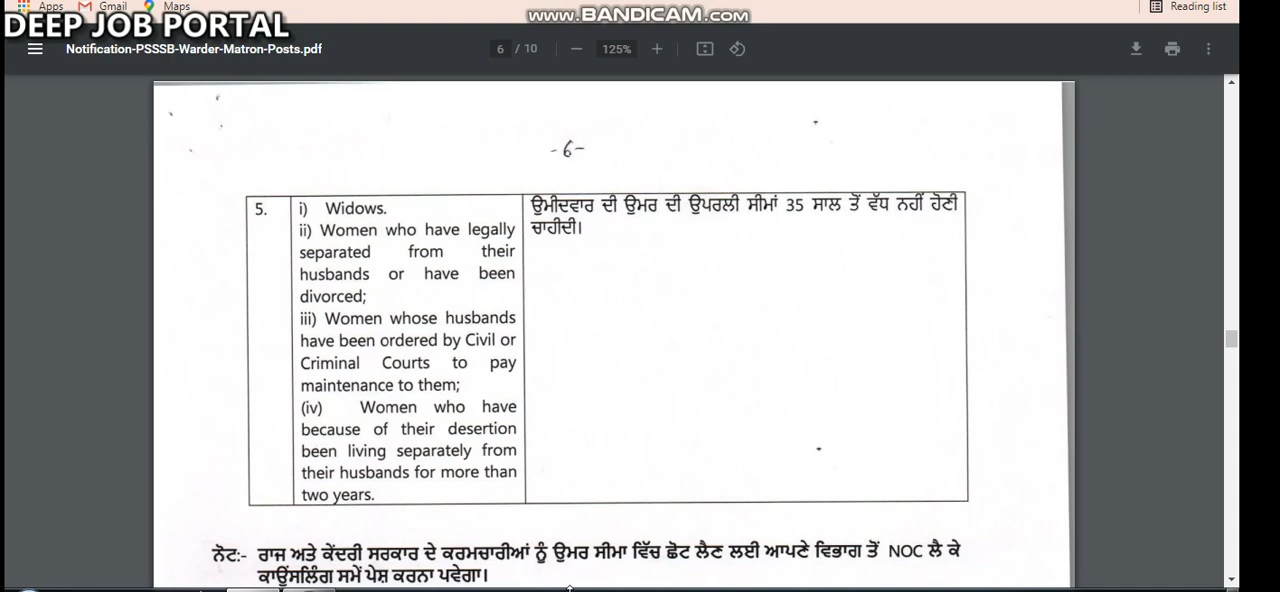 Apps Gmail Maps
www.BANDICAM.com
Reading list
DEEP JOB PORTAL
Notification-PSSSB-Warder-Matron-Posts.pdf
6 / 10
125%
-6-
5.
i) Widows.
ii) Women who have legally
separated from their
husbands or have been
divorced;
iii) Women whose husbands
have been ordered by Civil or
Criminal Courts to pay
maintenance to them;
(iv) Women who have
because of their desertion
been living separately from
their husbands for more than
two years.
ਉਮੀਦਵਾਰ ਦੀ ਉਮਰ ਦੀ ਉਪਰਲੀ ਸੀਮਾਂ 35 ਸਾਲ ਤੋਂ ਵੱਧ ਨਹੀਂ ਹੋਣੀ
ਚਾਹੀਦੀ।
ਨੋਟ:- ਰਾਜ ਅਤੇ ਕੇਂਦਰੀ ਸਰਕਾਰ ਦੇ ਕਰਮਚਾਰੀਆਂ ਨੂੰ ਉਮਰ ਸੀਮਾ ਵਿੱਚ ਛੋਟ ਲੈਣ ਲਈ ਆਪਣੇ ਵਿਭਾਗ ਤੋਂ NOC ਲੈ ਕੇ
ਕਾਉਂਸਲਿੰਗ ਸਮੇਂ ਪੇਸ਼ ਕਰਨਾ ਪਵੇਗਾ।